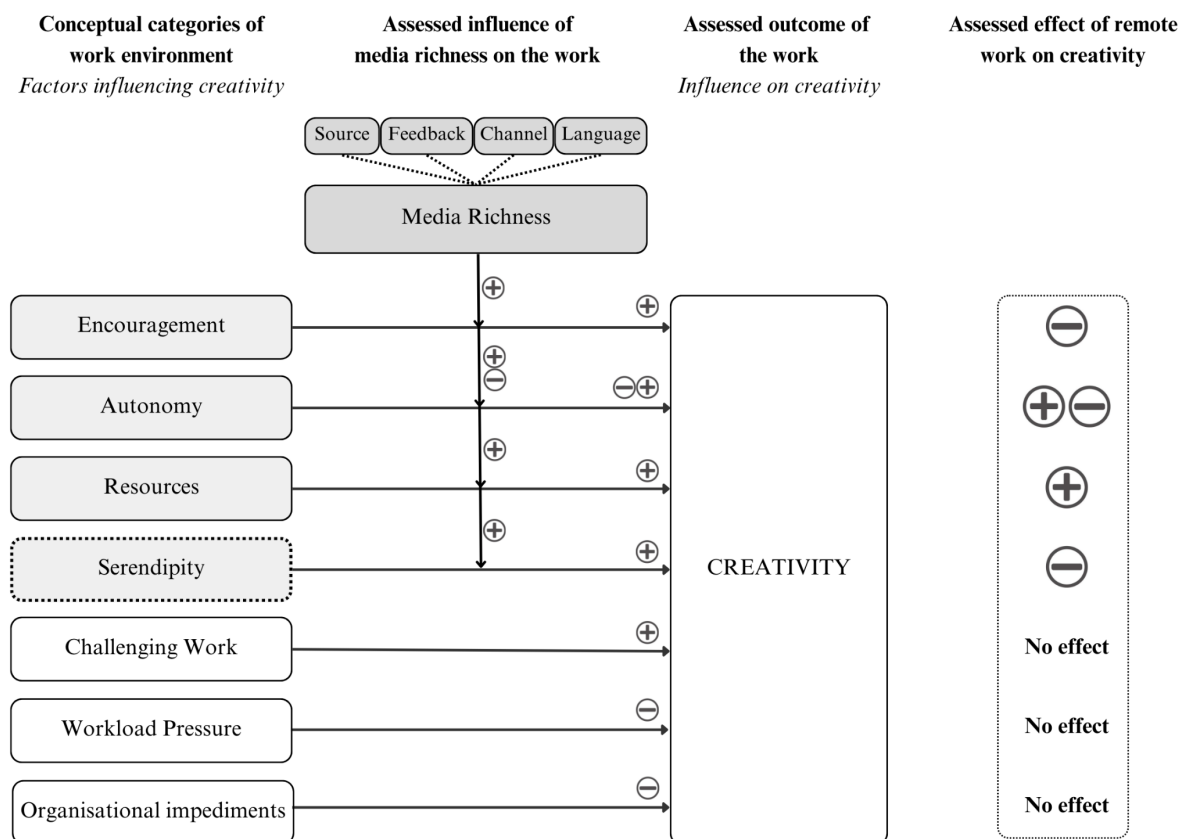 Conceptual categories of
work environment
Factors influencing creativity
Assessed influence of
media richness on the work
Assessed outcome of
the work
Influence on creativity
Assessed effect of remote
work on creativity
Source Feedback Channel Language
Media Richness
Encouragement
Autonomy
Resources
Serendipity
CREATIVITY
Challenging Work
No effect
Workload Pressure
No effect
Organisational impediments
No effect